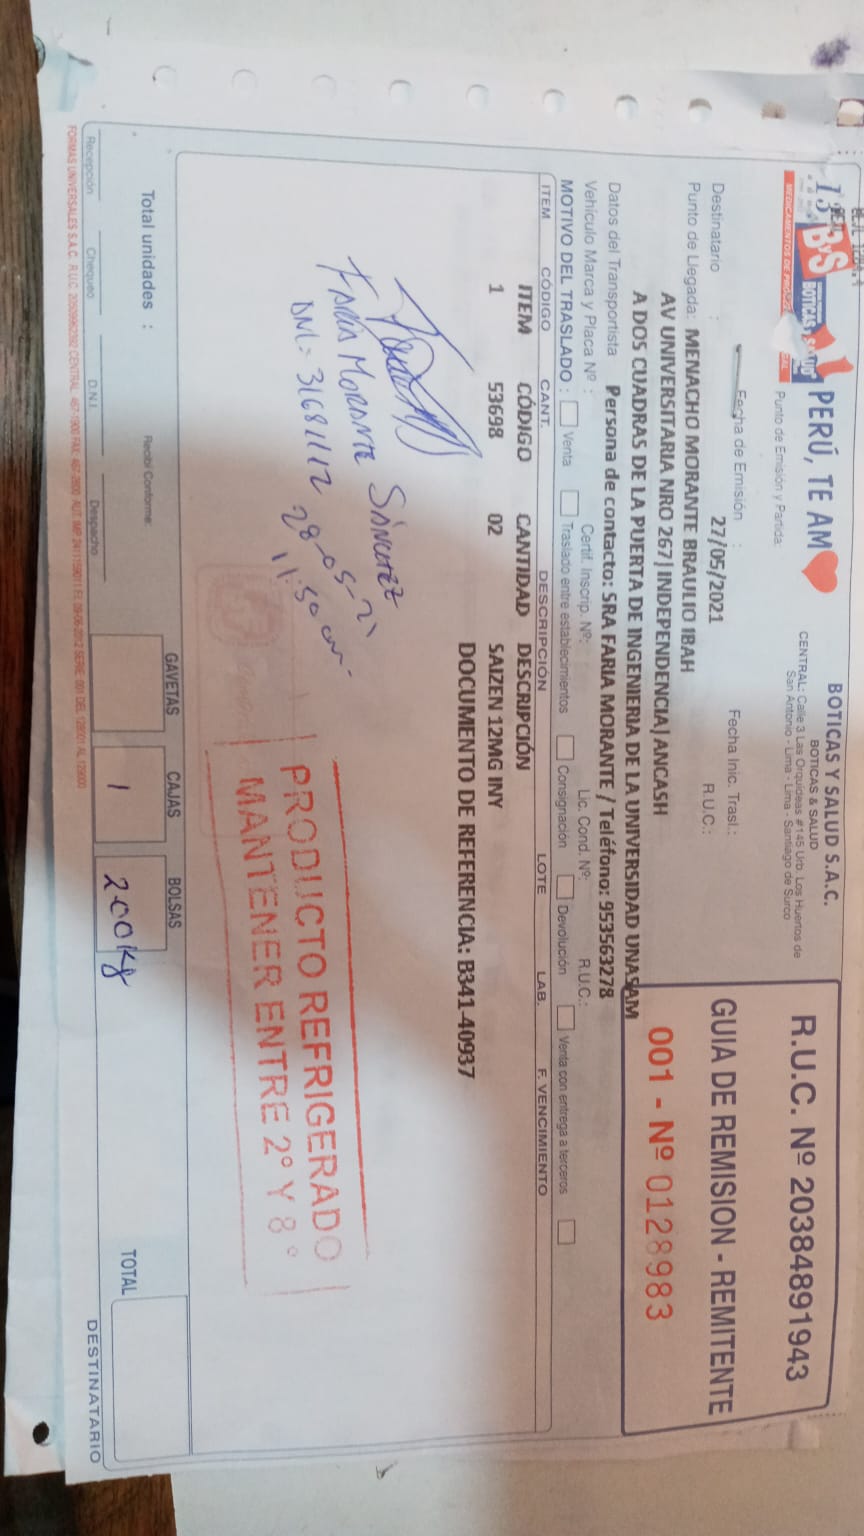 B&S
BOTICAS Y SALUD
PERÚ, TE AM
BOTICAS Y SALUD S.A.C.
BOTICAS & SALUD
CENTRAL: Calle 3 Las Orquideas #145 Urb. Los Huertos de
San Antonio - Lima - Lima - Santiago de Surco
Punto de Emisión y Partida:
R.U.C. Nº 20384891943
GUIA DE REMISION - REMITENTE
001 - Nº 0128983
Fecha de Emisión : 27/05/2021 Fecha Inic. Trasl.:
Destinatario : MENACHO MORANTE BRAULIO IBAH R.U.C.:
Punto de Llegada: AV UNIVERSITARIA NRO 267|INDEPENDENCIA|ANCASH
A DOS CUADRAS DE LA PUERTA DE INGENIERIA DE LA UNIVERSIDAD UNASAM
Datos del Transportista Persona de contacto: SRA FARIA MORANTE / Teléfono: 953563278
Vehículo Marca y Placa Nº : Certif. Inscrip. Nº: Lic. Cond. Nº: R.U.C.:
MOTIVO DEL TRASLADO : Venta Traslado entre establecimientos Consignación Devolución Venta con entrega a terceros
ITEM CÓDIGO CANT. DESCRIPCIÓN LOTE LAB. F. VENCIMIENTO
ITEM CÓDIGO CANTIDAD DESCRIPCIÓN
1 53698 02 SAIZEN 12MG INY
DOCUMENTO DE REFERENCIA: B341-40937
Faría Morante Sánchez
DNI = 31681112 28-05-21
11:50 am.
PRODUCTO REFRIGERADO
MANTENER ENTRE 2° Y 8°
Total unidades : Recibí Conforme:
GAVETAS CAJAS BOLSAS
1 200kg
TOTAL
Recepción Chequeo D.N.I. Despacho
DESTINATARIO